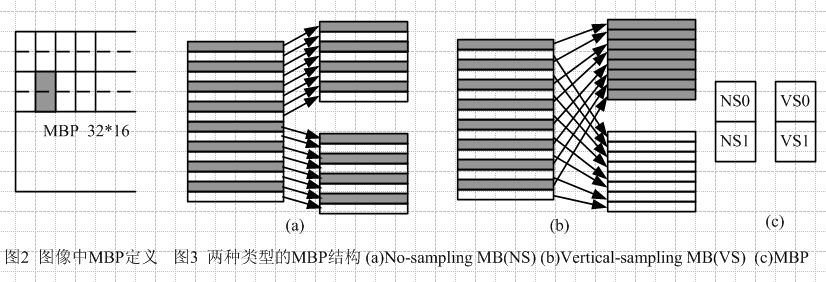 MBP 32*16
NS0
VS0
NS1
VS1
(a)
(b)
(c)
图2 图像中MBP定义 图3 两种类型的MBP结构 (a)No-sampling MB(NS) (b)Vertical-sampling MB(VS) (c)MBP